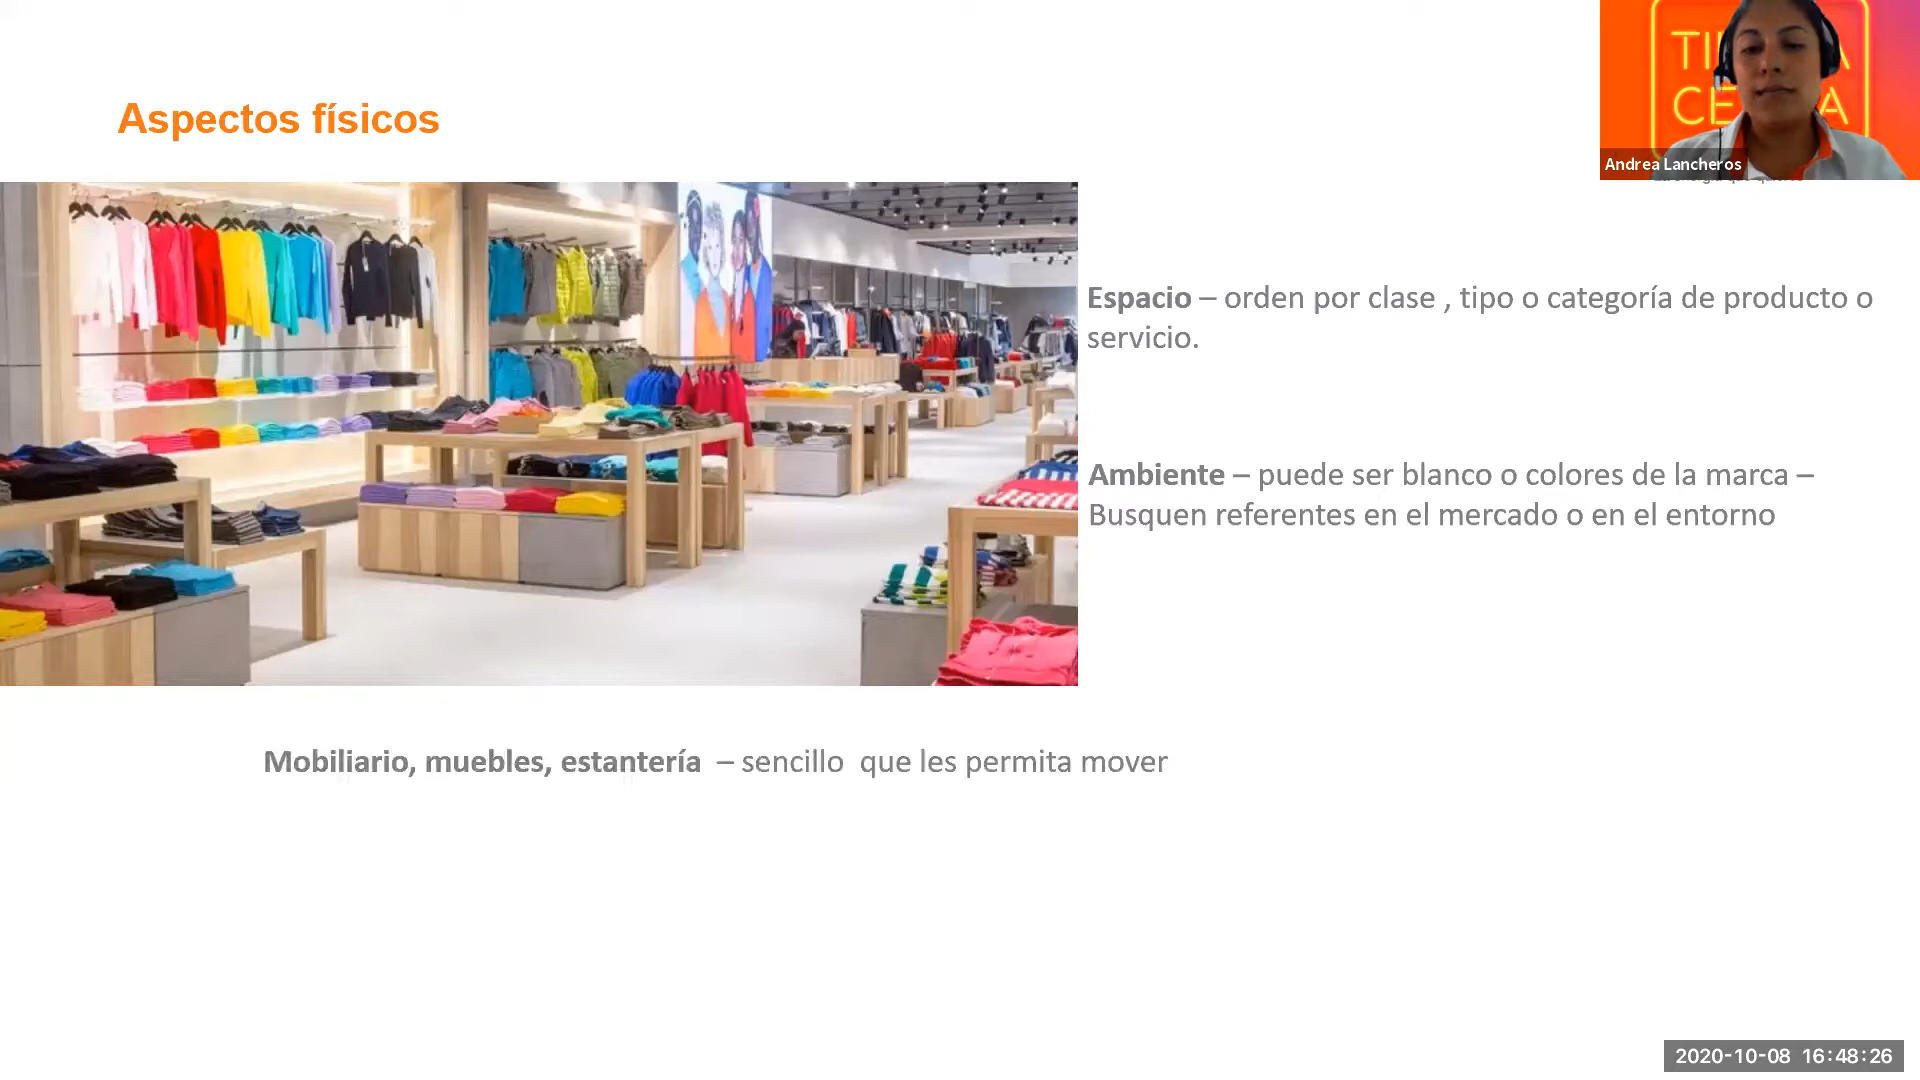 Aspectos físicos
Andrea Lancheros
Espacio – orden por clase , tipo o categoría de producto o
servicio.
Ambiente – puede ser blanco o colores de la marca –
Busquen referentes en el mercado o en el entorno
Mobiliario, muebles, estantería – sencillo que les permita mover
2020-10-08 16:48:26